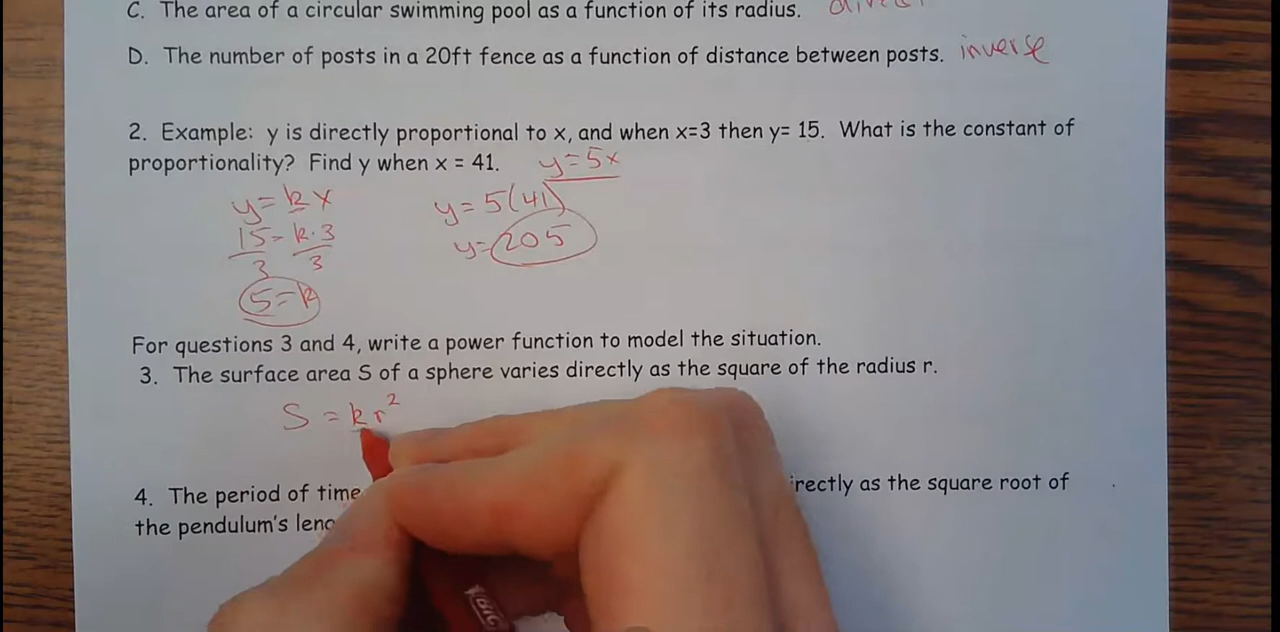 C. The area of a circular swimming pool as a function of its radius.
D. The number of posts in a 20ft fence as a function of distance between posts. inverse
2. Example: y is directly proportional to x, and when x=3 then y= 15. What is the constant of
proportionality? Find y when x = 41. y=5x
y=kx
y=5(41)
15=k·3
3 3
y=205
5=k
For questions 3 and 4, write a power function to model the situation.
3. The surface area S of a sphere varies directly as the square of the radius r.
S=kr²
4. The period of time rectly as the square root of
the pendulum's
BIC